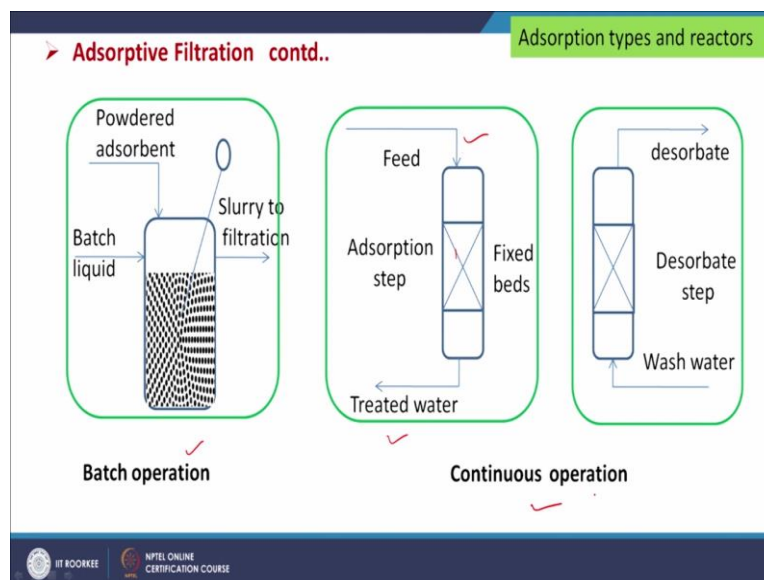 Adsorption types and reactors
➤ Adsorptive Filtration contd..
Powdered
adsorbent
Batch
liquid
Slurry to
filtration
Batch operation
Feed
Adsorption
step
Fixed
beds
Treated water
desorbate
Desorbate
step
Wash water
Continuous operation
IIT ROORKEE
NPTEL ONLINE
CERTIFICATION COURSE